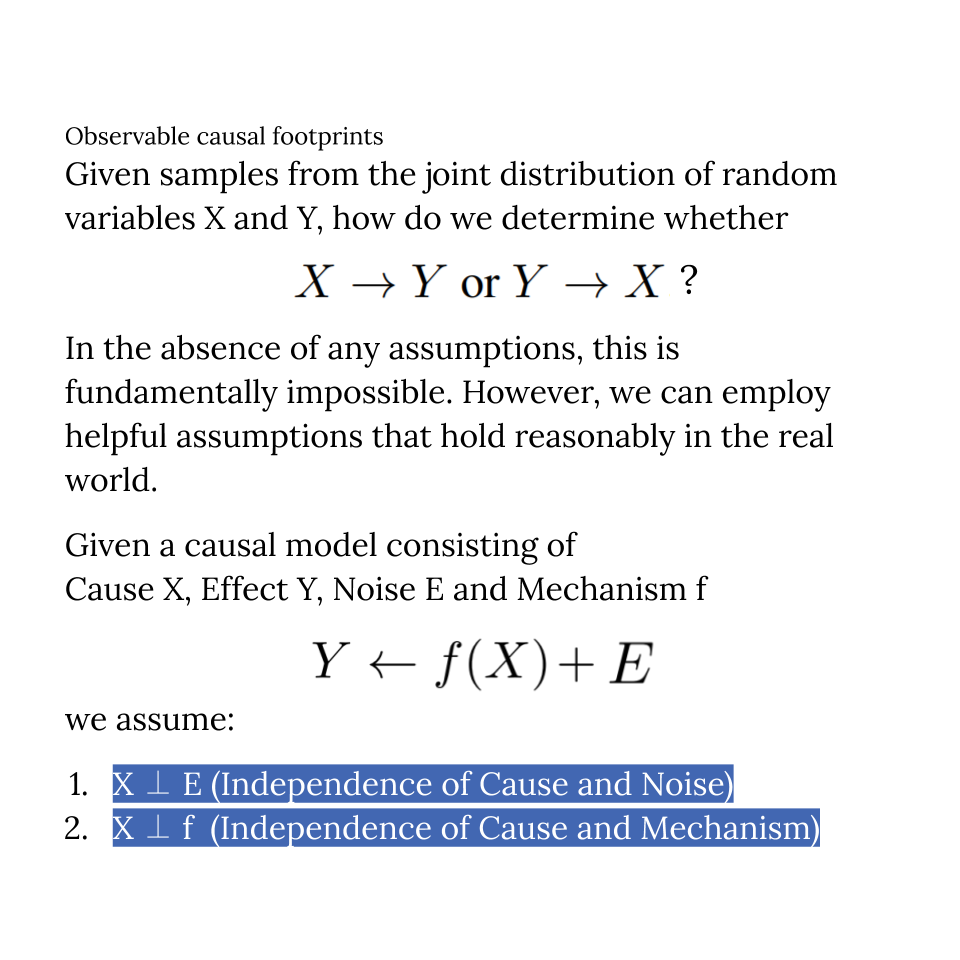 Observable causal footprints
Given samples from the joint distribution of random
variables X and Y, how do we determine whether
X → Y or Y → X ?
In the absence of any assumptions, this is
fundamentally impossible. However, we can employ
helpful assumptions that hold reasonably in the real
world.
Given a causal model consisting of
Cause X, Effect Y, Noise E and Mechanism f
Y ← f(X) + E
we assume:
1. X ⊥ E (Independence of Cause and Noise)
2. X ⊥ f (Independence of Cause and Mechanism)